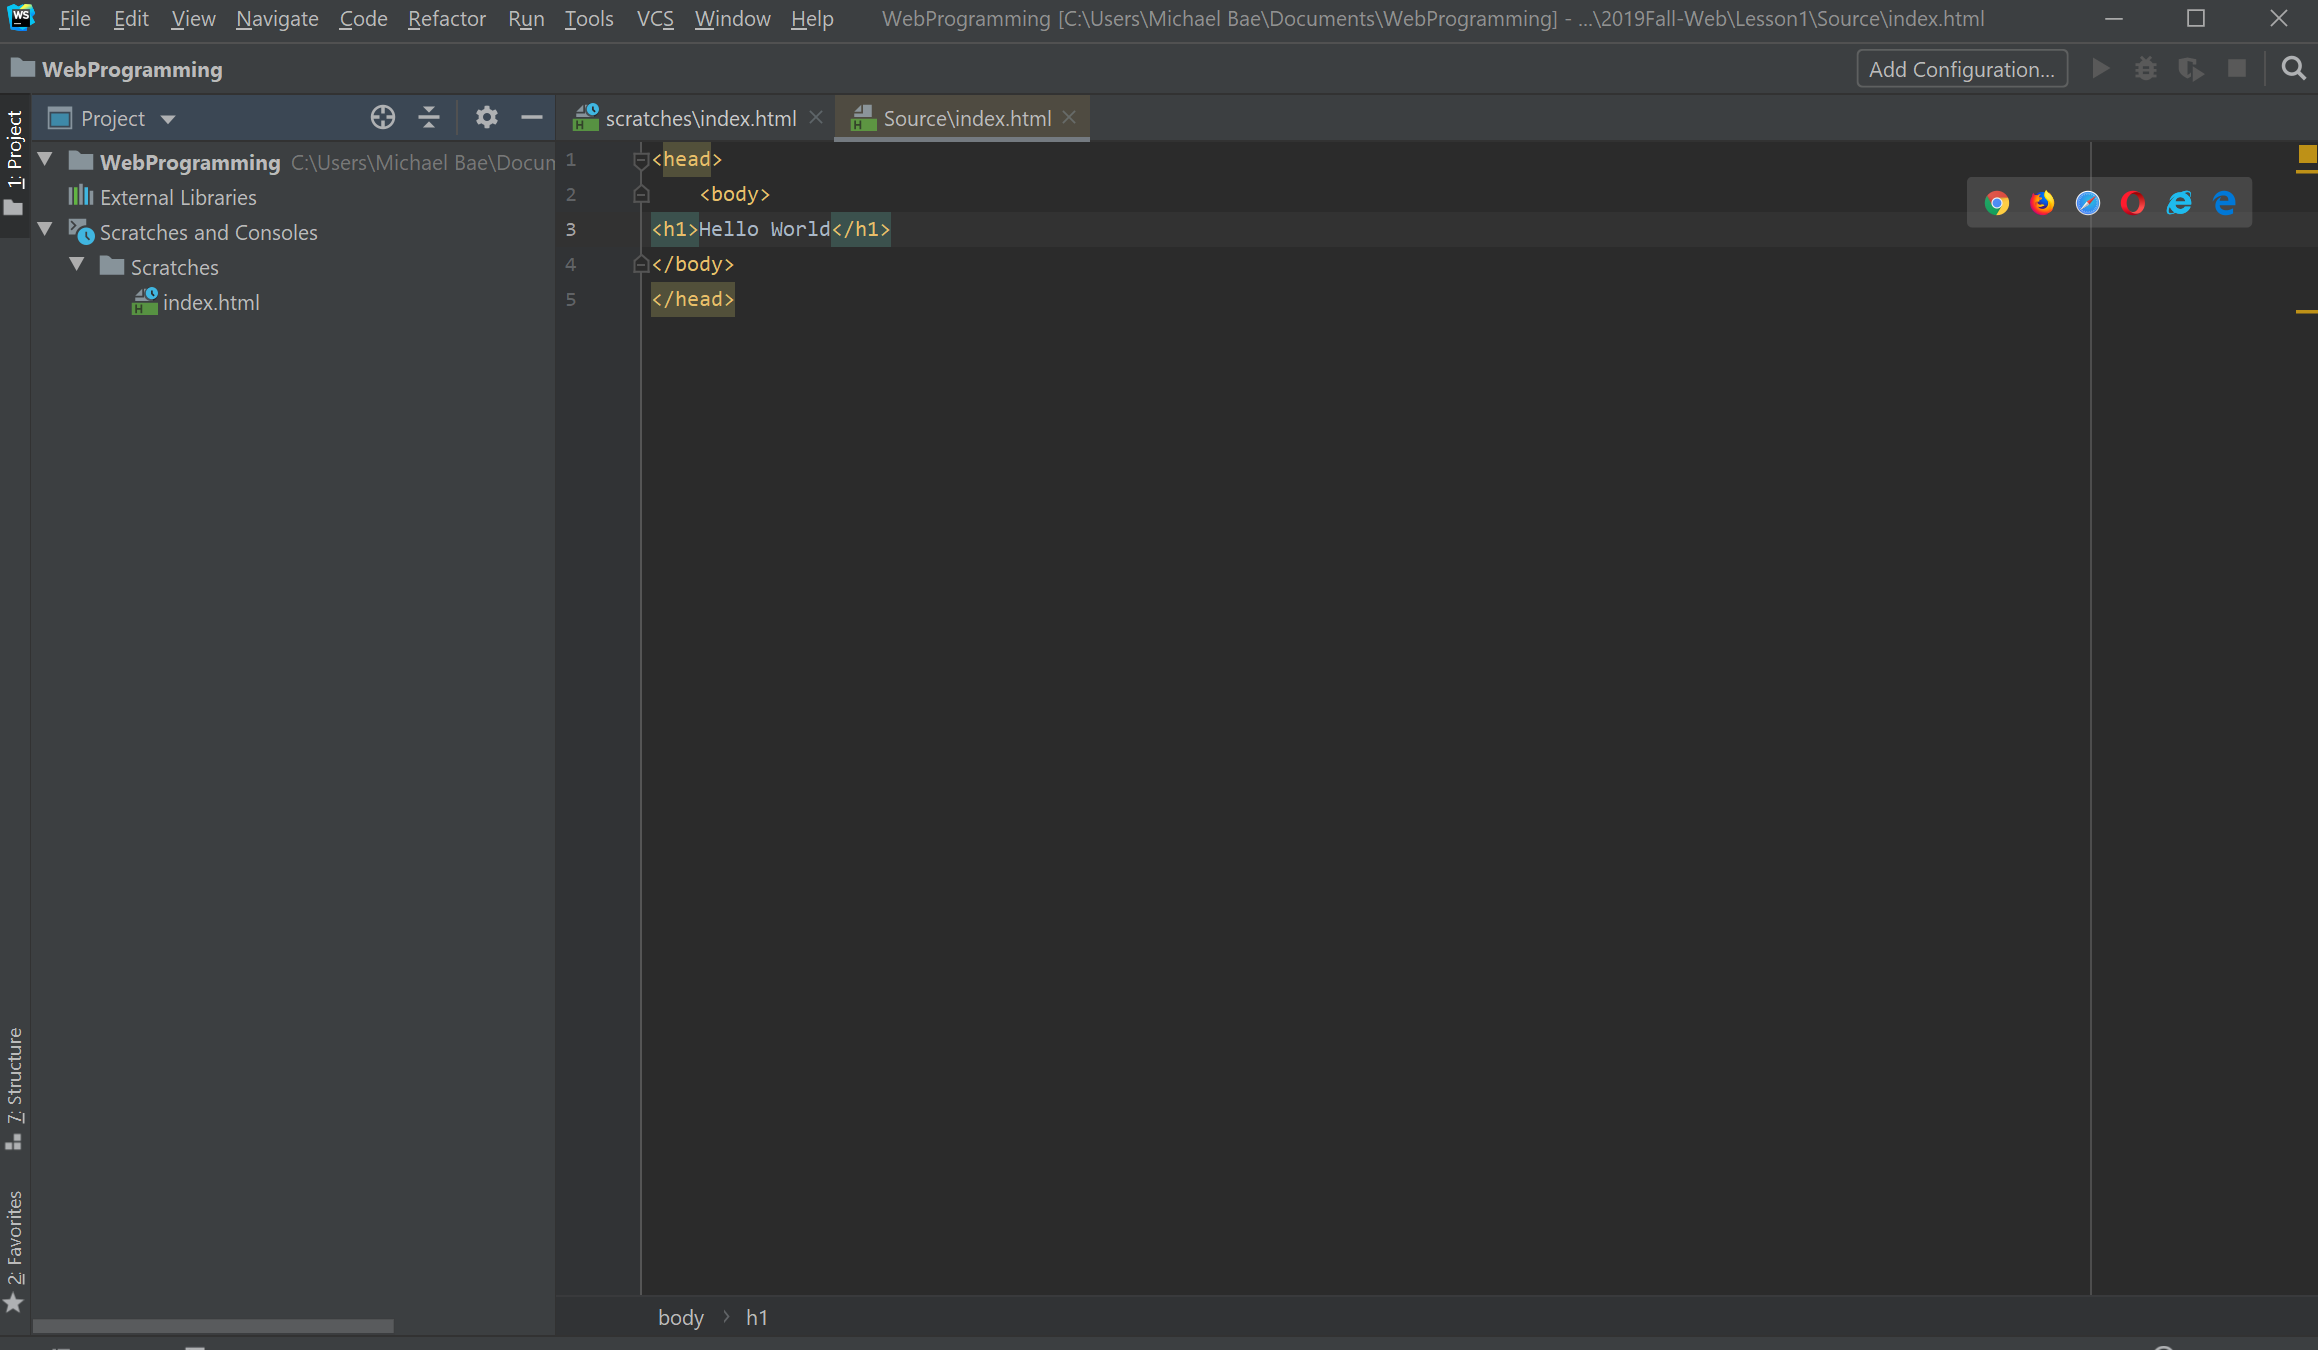 WS File Edit View Navigate Code Refactor Run Tools VCS Window Help WebProgramming [C:\Users\Michael Bae\Documents\WebProgramming] - ...\2019Fall-Web\Lesson1\Source\index.html
WebProgramming Add Configuration...
1: Project
Project
scratches\index.html Source\index.html
WebProgramming C:\Users\Michael Bae\Docum
External Libraries
Scratches and Consoles
Scratches
index.html
1 <head>
2 <body>
3 <h1>Hello World</h1>
4 </body>
5 </head>
7: Structure
2: Favorites
body › h1